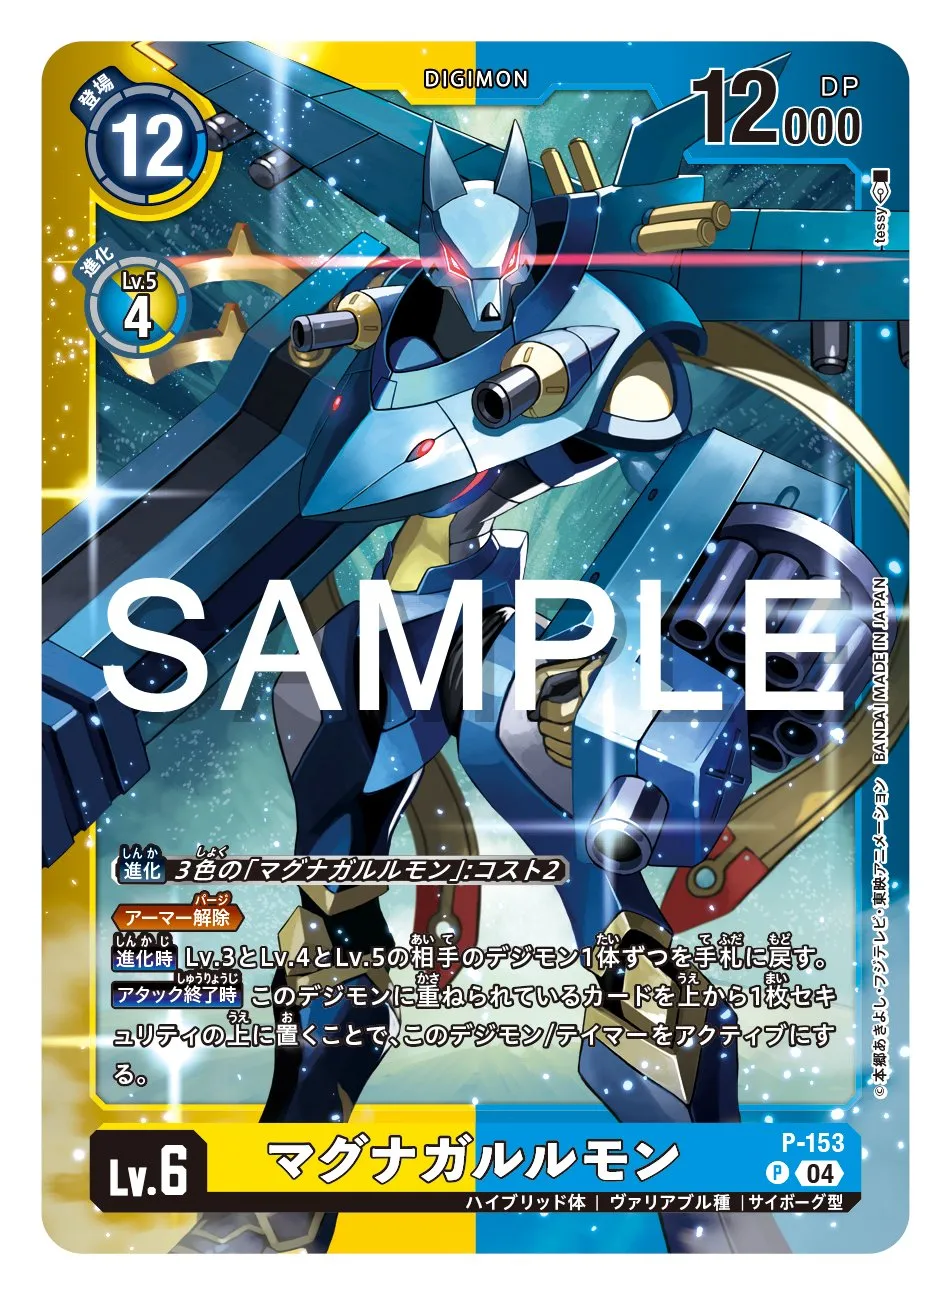 DIGIMON
登場
12
12000
DP
進化
Lv.5
4
tessy
SAMPLE
BANDAI MADE IN JAPAN
©本郷あきよし・フジテレビ・東映アニメーション
進化 3色の「マグナガルルモン」:コスト2
アーマー解除
進化時 Lv.3とLv.4とLv.5の相手のデジモン1体ずつを手札に戻す。
アタック終了時 このデジモンに重ねられているカードを上から1枚セキ
ュリティの上に置くことで、このデジモン/テイマーをアクティブにす
る。
Lv.6
マグナガルルモン
P-153
P 04
ハイブリッド体 | ヴァリアブル種 | サイボーグ型